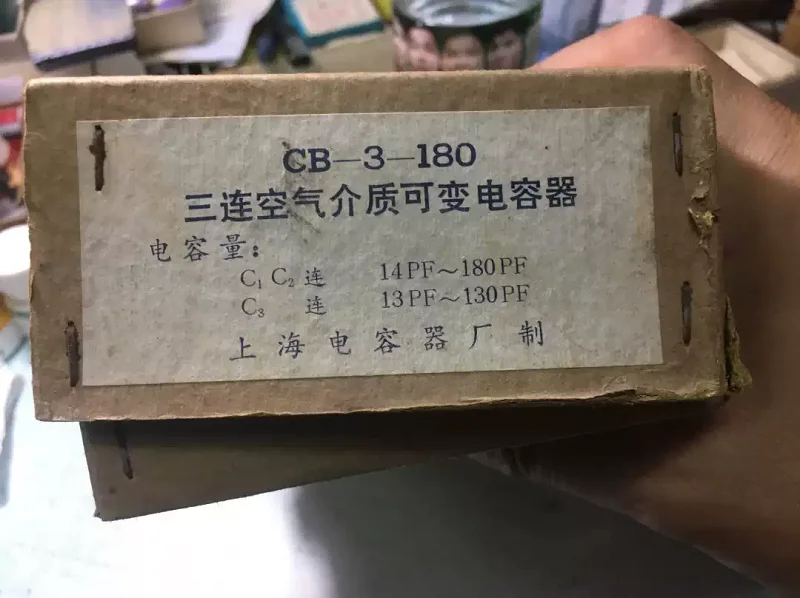 CB—3—180
三连空气介质可变电容器
电容量：
C₁ C₂ 连 14PF～180PF
C₃ 连 13PF～130PF
上海电容器厂制